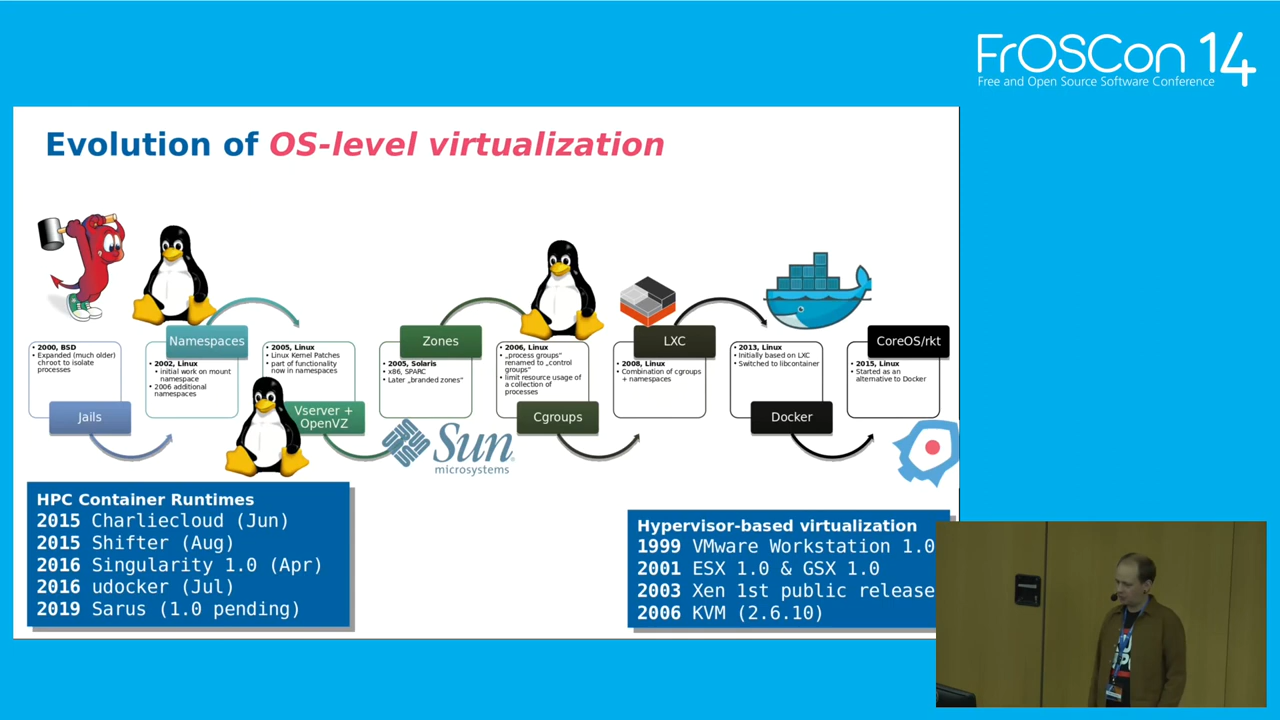 FrOSCon 14
Free and Open Source Software Conference
Evolution of OS-level virtualization
• 2000, BSD
• Expanded (much older)
chroot to isolate
processes
Jails
Namespaces
• 2002, Linux
• initial work on mount
namespace
• 2006 additional
namespaces
• 2005, Linux
• Linux Kernel Patches
• part of functionality
now in namespaces
Vserver +
OpenVZ
Zones
• 2005, Solaris
• x86, SPARC
• Later „branded zones“
Sun
microsystems
• 2006, Linux
• „process groups“
renamed to „control
groups“
• limit resource usage of
a collection of
processes
Cgroups
LXC
• 2008, Linux
• Combination of cgroups
+ namespaces
• 2013, Linux
• Initially based on LXC
• Switched to libcontainer
Docker
CoreOS/rkt
• 2015, Linux
• Started as an
alternative to Docker
HPC Container Runtimes
2015 Charliecloud (Jun)
2015 Shifter (Aug)
2016 Singularity 1.0 (Apr)
2016 udocker (Jul)
2019 Sarus (1.0 pending)
Hypervisor-based virtualization
1999 VMware Workstation 1.0
2001 ESX 1.0 & GSX 1.0
2003 Xen 1st public release
2006 KVM (2.6.10)